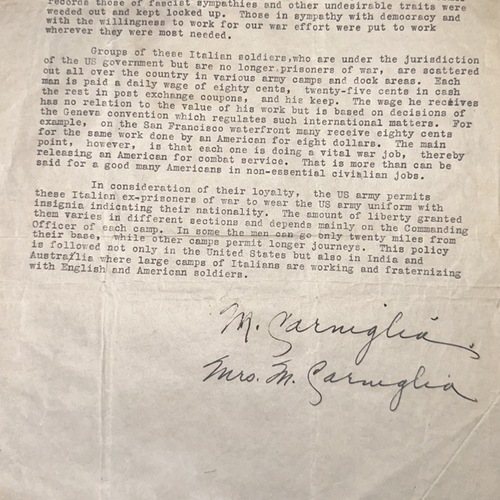 records those of fascist sympathies and other undesirable traits were
weeded out and kept locked up. Those in sympathy with democracy and
with the willingness to work for our war effort were put to work
wherever they were most needed.
Groups of these Italian soldiers,who are under the jurisdiction
of the US government but are no longer prisoners of war, are scattered
out all over the country in various army camps and dock areas. Each
man is paid a daily wage of eighty cents, twenty-five cents in cash
the rest in post exchange coupons, and his keep. The wage he receives
has no relation to the value of his work but is based on decisions of
the Geneva convention which regulates such international matters. For
example, on the San Francisco waterfront many receive eighty cents
for the same work done by an American for eight dollars. The main
point, however, is that each one is doing a vital war job, thereby
releasing an American for combat service. That is more than can be
said for a good many Americans in non-essential civilian jobs.
In consideration of their loyalty, the US army permits
these Italian ex-prisoners of war to wear the US army uniform with
insignia indicating their nationality. The amount of liberty granted
them varies in different sections and depends mainly on the Commanding
Officer of each camp. In some the men can go only twenty miles from
their base, while other camps permit longer journeys. This policy
is followed not only in the United States but also in India and
Australia where large camps of Italians are working and fraternizing
with English and American soldiers.
M. Carniglia.
Mrs. M. Carniglia